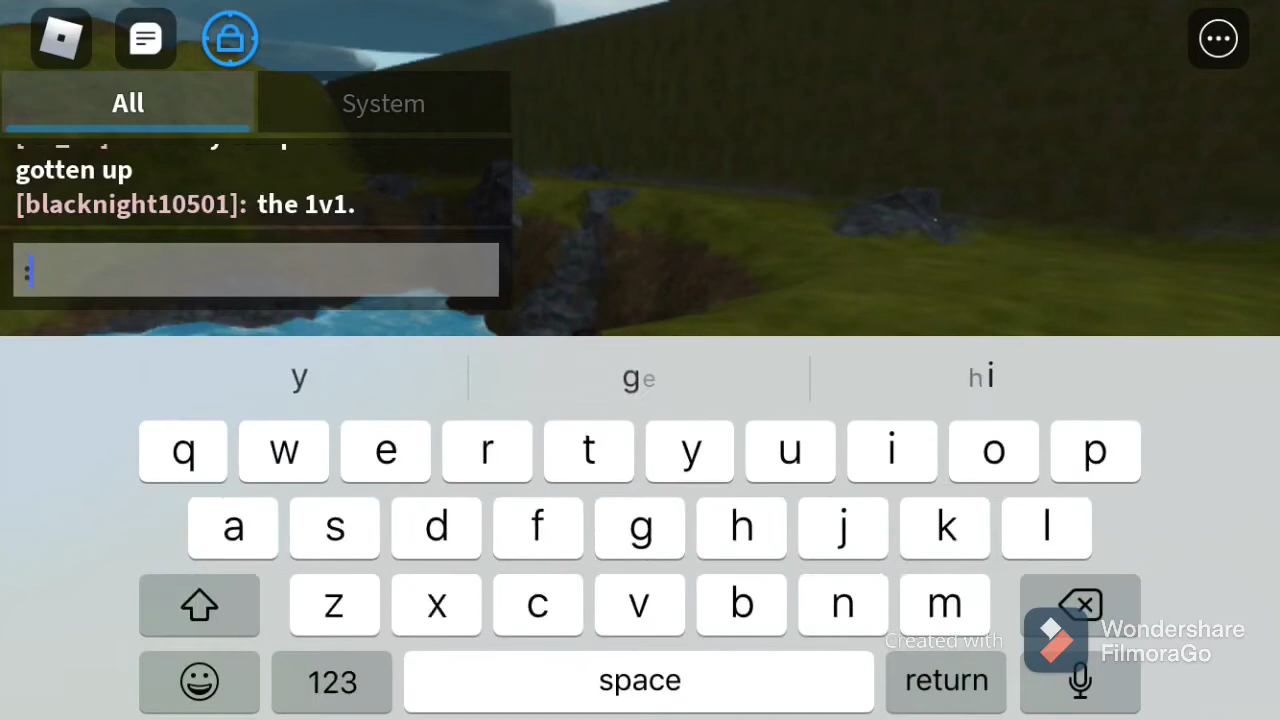 All
System
gotten up
[blacknight10501]: the 1v1.
:
y
ge
hi
q w e r t y u i o p
a s d f g h j k l
z x c v b n m
Created with
Wondershare
FilmoraGo
123
space
return